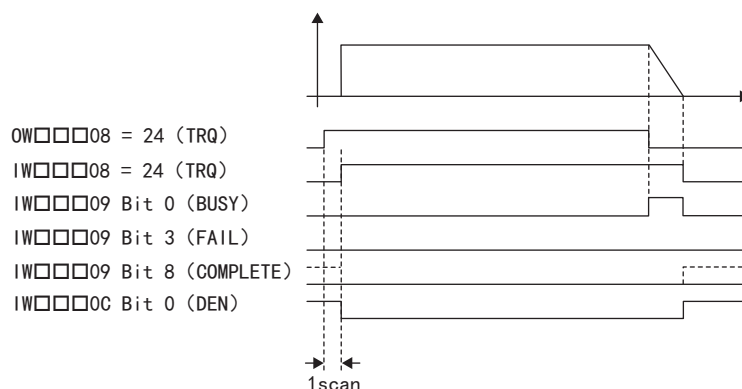 OW□□□08 = 24 (TRQ)
IW□□□08 = 24 (TRQ)
IW□□□09 Bit 0 (BUSY)
IW□□□09 Bit 3 (FAIL)
IW□□□09 Bit 8 (COMPLETE)
IW□□□0C Bit 0 (DEN)
1scan